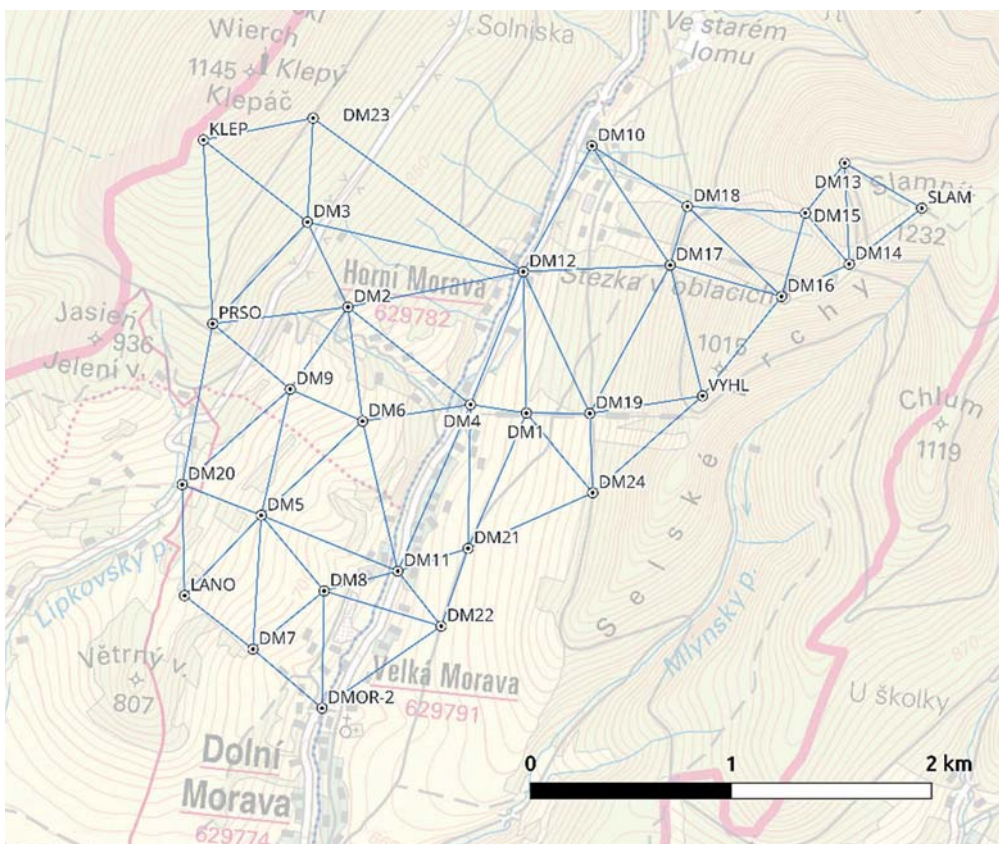 Wierch
1145
Klepý
Klepáč
Solniska
Ve starém
lomu
DM23
KLEP
DM10
DM13
Slamník
SLAM
1232
DM3
DM18
DM15
DM12
DM17
DM14
Horní Morava
629782
Stezka v oblacích
DM16
DM2
PRSO
Jasień
936
Jelení v.
1015
VYHL
DM9
DM6
DM4
DM1
DM19
Chlum
1119
DM20
DM24
DM5
DM21
DM11
LANO
DM8
DM22
Lipkovský p.
Mlýnský p.
DM7
Větrný v.
807
Velká Morava
629791
DMOR-2
U školky
Dolní
Morava
629774
0
1
2 km